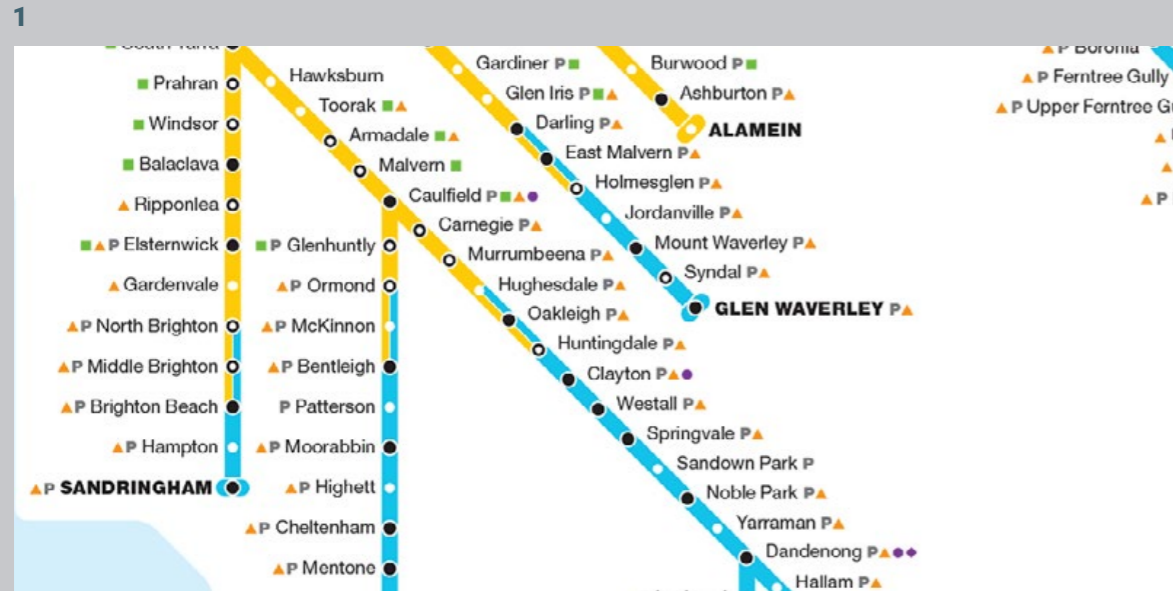 1
South Yarra
Prahran
Windsor
Balaclava
Ripponlea
P Elsternwick
Gardenvale
P North Brighton
P Middle Brighton
P Brighton Beach
P Hampton
P SANDRINGHAM
Hawksburn
Toorak
Armadale
Malvern
Caulfield P
Carnegie P
Murrumbeena P
Hughesdale P
Oakleigh P
Huntingdale P
Clayton P
Westall P
Springvale P
Sandown Park P
Noble Park P
Yarraman P
Dandenong P
Hallam P
P Glenhuntly
P Ormond
P McKinnon
P Bentleigh
P Patterson
P Moorabbin
P Highett
P Cheltenham
P Mentone
Gardiner P
Glen Iris P
Darling P
East Malvern P
Holmesglen P
Jordanville P
Mount Waverley P
Syndal P
GLEN WAVERLEY P
Burwood P
Ashburton P
ALAMEIN
P Boronia
P Ferntree Gully
P Upper Ferntree
P